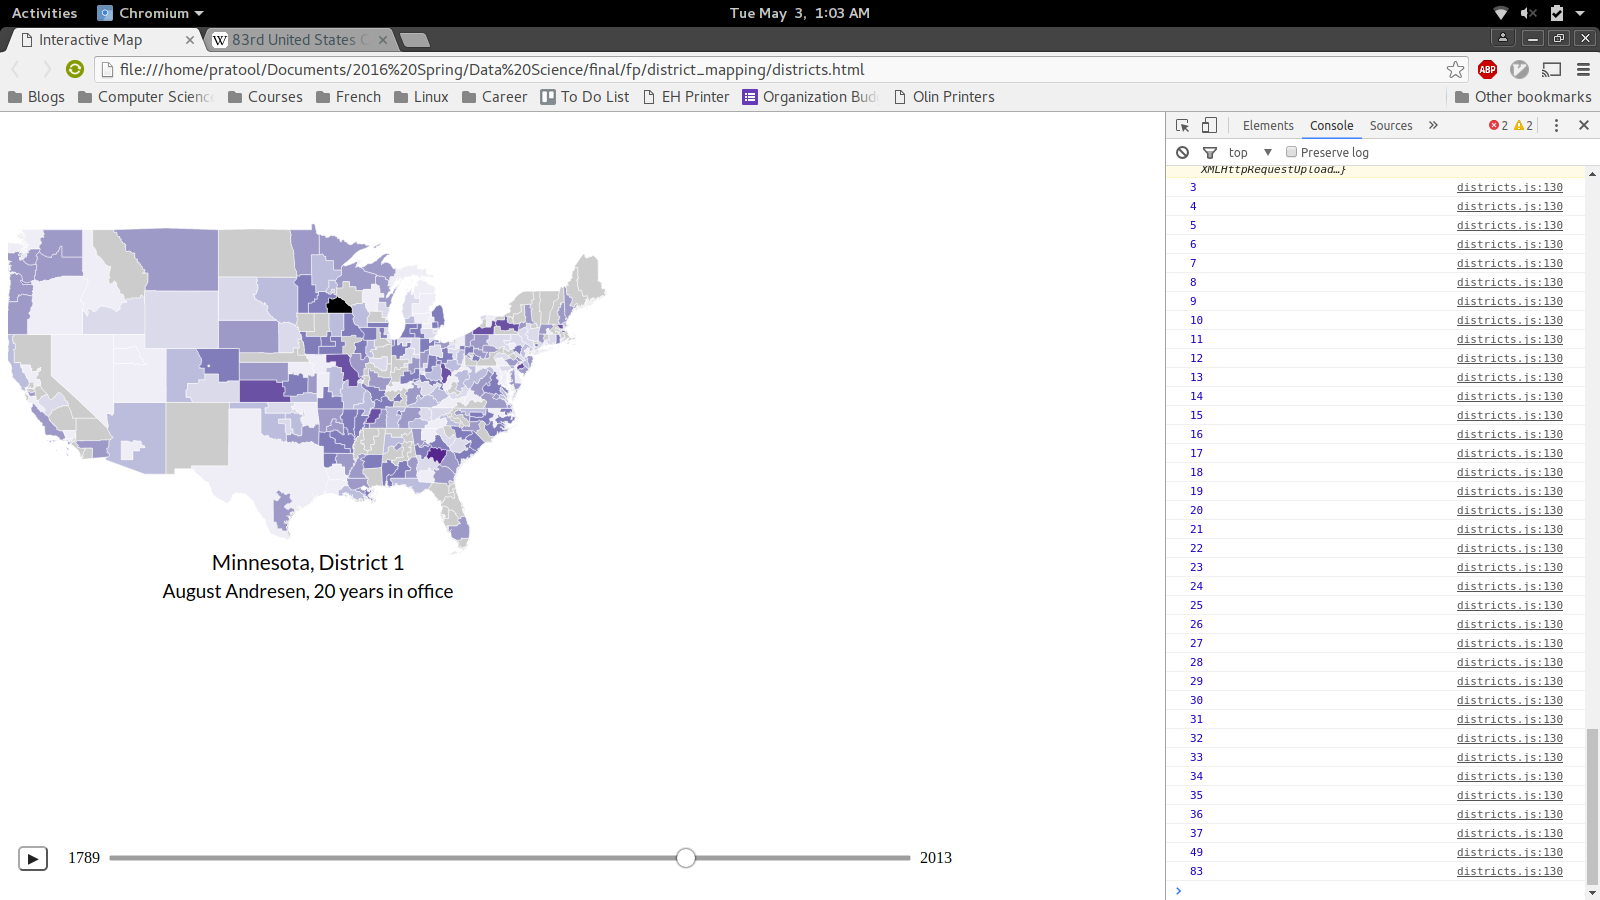 Activities Chromium Tue May 3, 1:03 AM
Interactive Map 83rd United States C
file:///home/pratool/Documents/2016%20Spring/Data%20Science/final/fp/district_mapping/districts.html ABP
Blogs Computer Scienc Courses French Linux Career To Do List EH Printer Organization Bud Olin Printers Other bookmarks
Elements Console Sources » 2 2
top Preserve log
XMLHttpRequestUpload…}
3 districts.js:130
4 districts.js:130
5 districts.js:130
6 districts.js:130
7 districts.js:130
8 districts.js:130
9 districts.js:130
10 districts.js:130
11 districts.js:130
12 districts.js:130
13 districts.js:130
14 districts.js:130
15 districts.js:130
16 districts.js:130
17 districts.js:130
18 districts.js:130
19 districts.js:130
20 districts.js:130
21 districts.js:130
22 districts.js:130
23 districts.js:130
24 districts.js:130
25 districts.js:130
26 districts.js:130
27 districts.js:130
28 districts.js:130
29 districts.js:130
30 districts.js:130
31 districts.js:130
32 districts.js:130
33 districts.js:130
34 districts.js:130
35 districts.js:130
36 districts.js:130
37 districts.js:130
49 districts.js:130
83 districts.js:130
Minnesota, District 1
August Andresen, 20 years in office
1789 2013